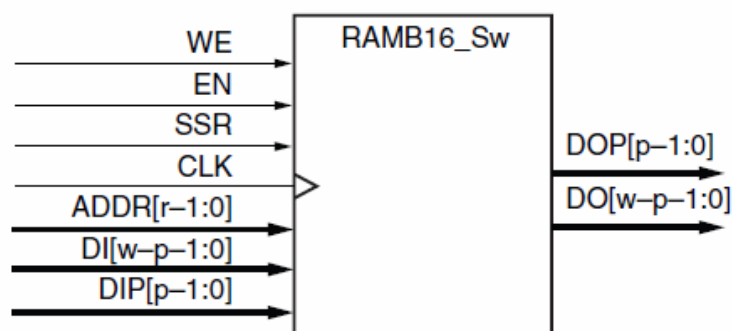 RAMB16_Sw
WE
EN
SSR
CLK
ADDR[r–1:0]
DI[w–p–1:0]
DIP[p–1:0]
DOP[p–1:0]
DO[w–p–1:0]